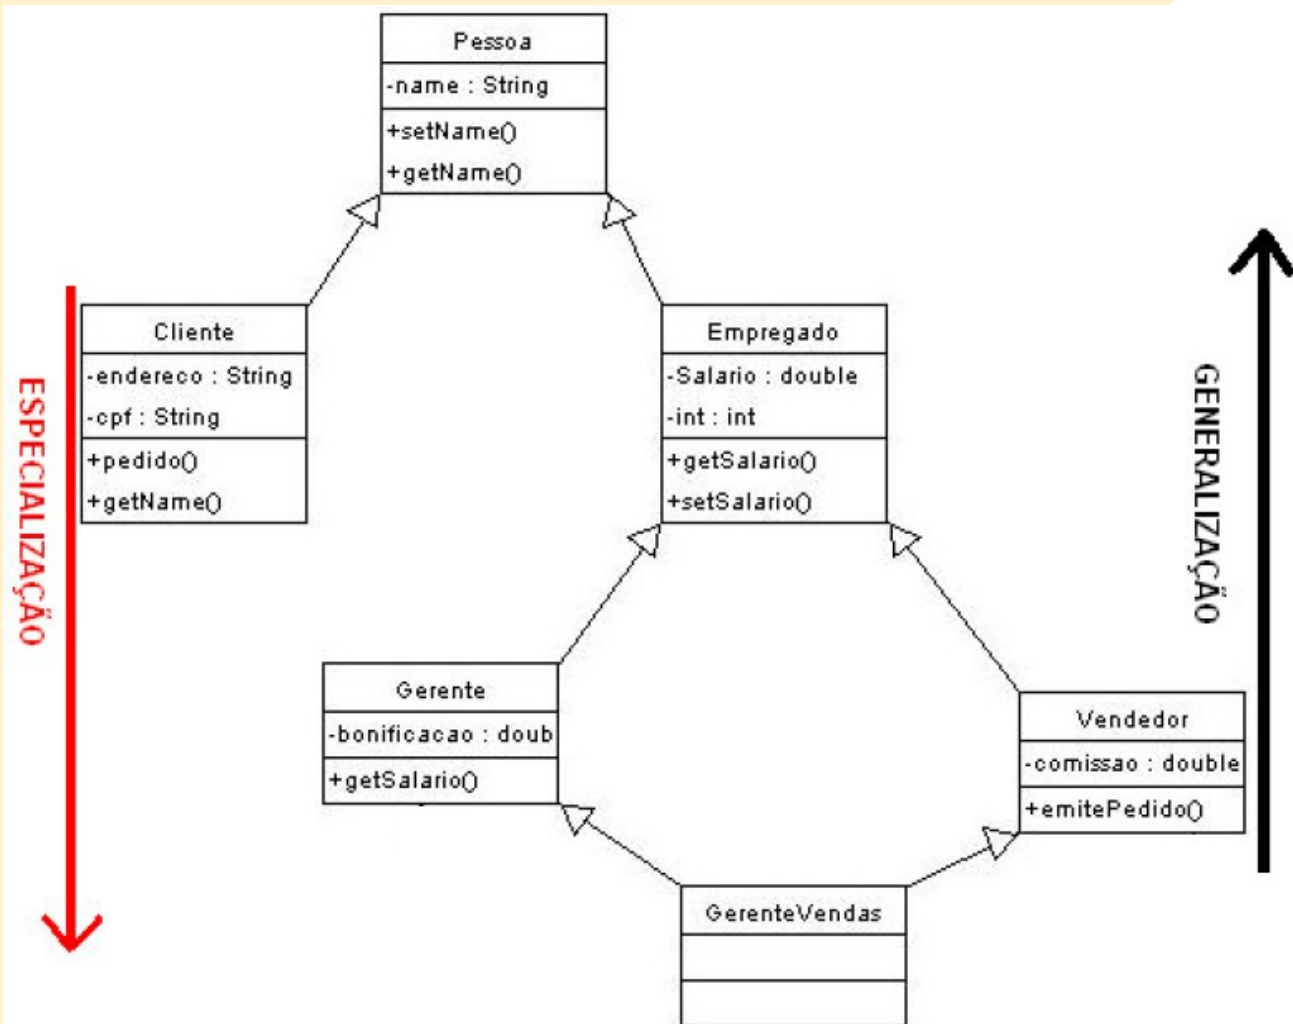 Pessoa
-name : String
+setName()
+getName()
Cliente
-endereco : String
-cpf : String
+pedido()
+getName()
Empregado
-Salario : double
-int : int
+getSalario()
+setSalario()
ESPECIALIZAÇÃO
GENERALIZAÇÃO
Gerente
-bonificacao : doub
+getSalario()
Vendedor
-comissao : double
+emitePedido()
GerenteVendas